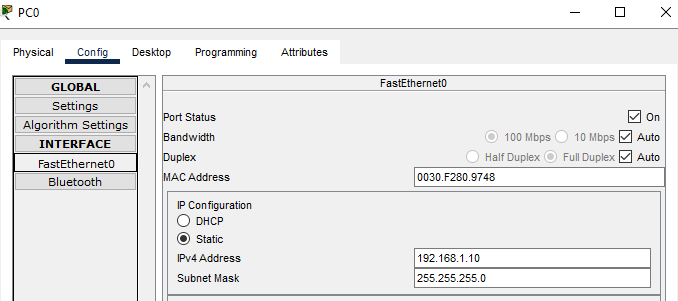 PC0
Physical Config Desktop Programming Attributes
GLOBAL
Settings
Algorithm Settings
INTERFACE
FastEthernet0
Bluetooth
FastEthernet0
Port Status On
Bandwidth 100 Mbps 10 Mbps Auto
Duplex Half Duplex Full Duplex Auto
MAC Address 0030.F280.9748
IP Configuration
DHCP
Static
IPv4 Address 192.168.1.10
Subnet Mask 255.255.255.0